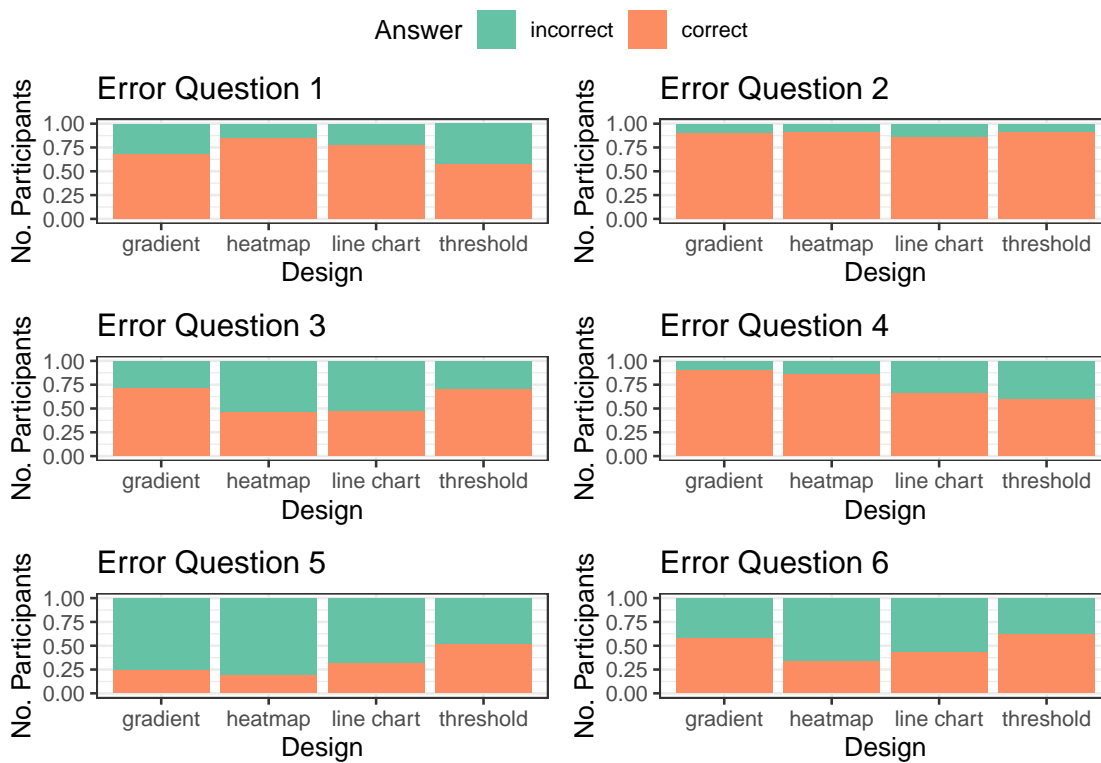 Answer incorrect correct
Error Question 1
No. Participants
1.00
0.75
0.50
0.25
0.00
gradient heatmap line chart threshold
Design
Error Question 2
No. Participants
1.00
0.75
0.50
0.25
0.00
gradient heatmap line chart threshold
Design
Error Question 3
No. Participants
1.00
0.75
0.50
0.25
0.00
gradient heatmap line chart threshold
Design
Error Question 4
No. Participants
1.00
0.75
0.50
0.25
0.00
gradient heatmap line chart threshold
Design
Error Question 5
No. Participants
1.00
0.75
0.50
0.25
0.00
gradient heatmap line chart threshold
Design
Error Question 6
No. Participants
1.00
0.75
0.50
0.25
0.00
gradient heatmap line chart threshold
Design